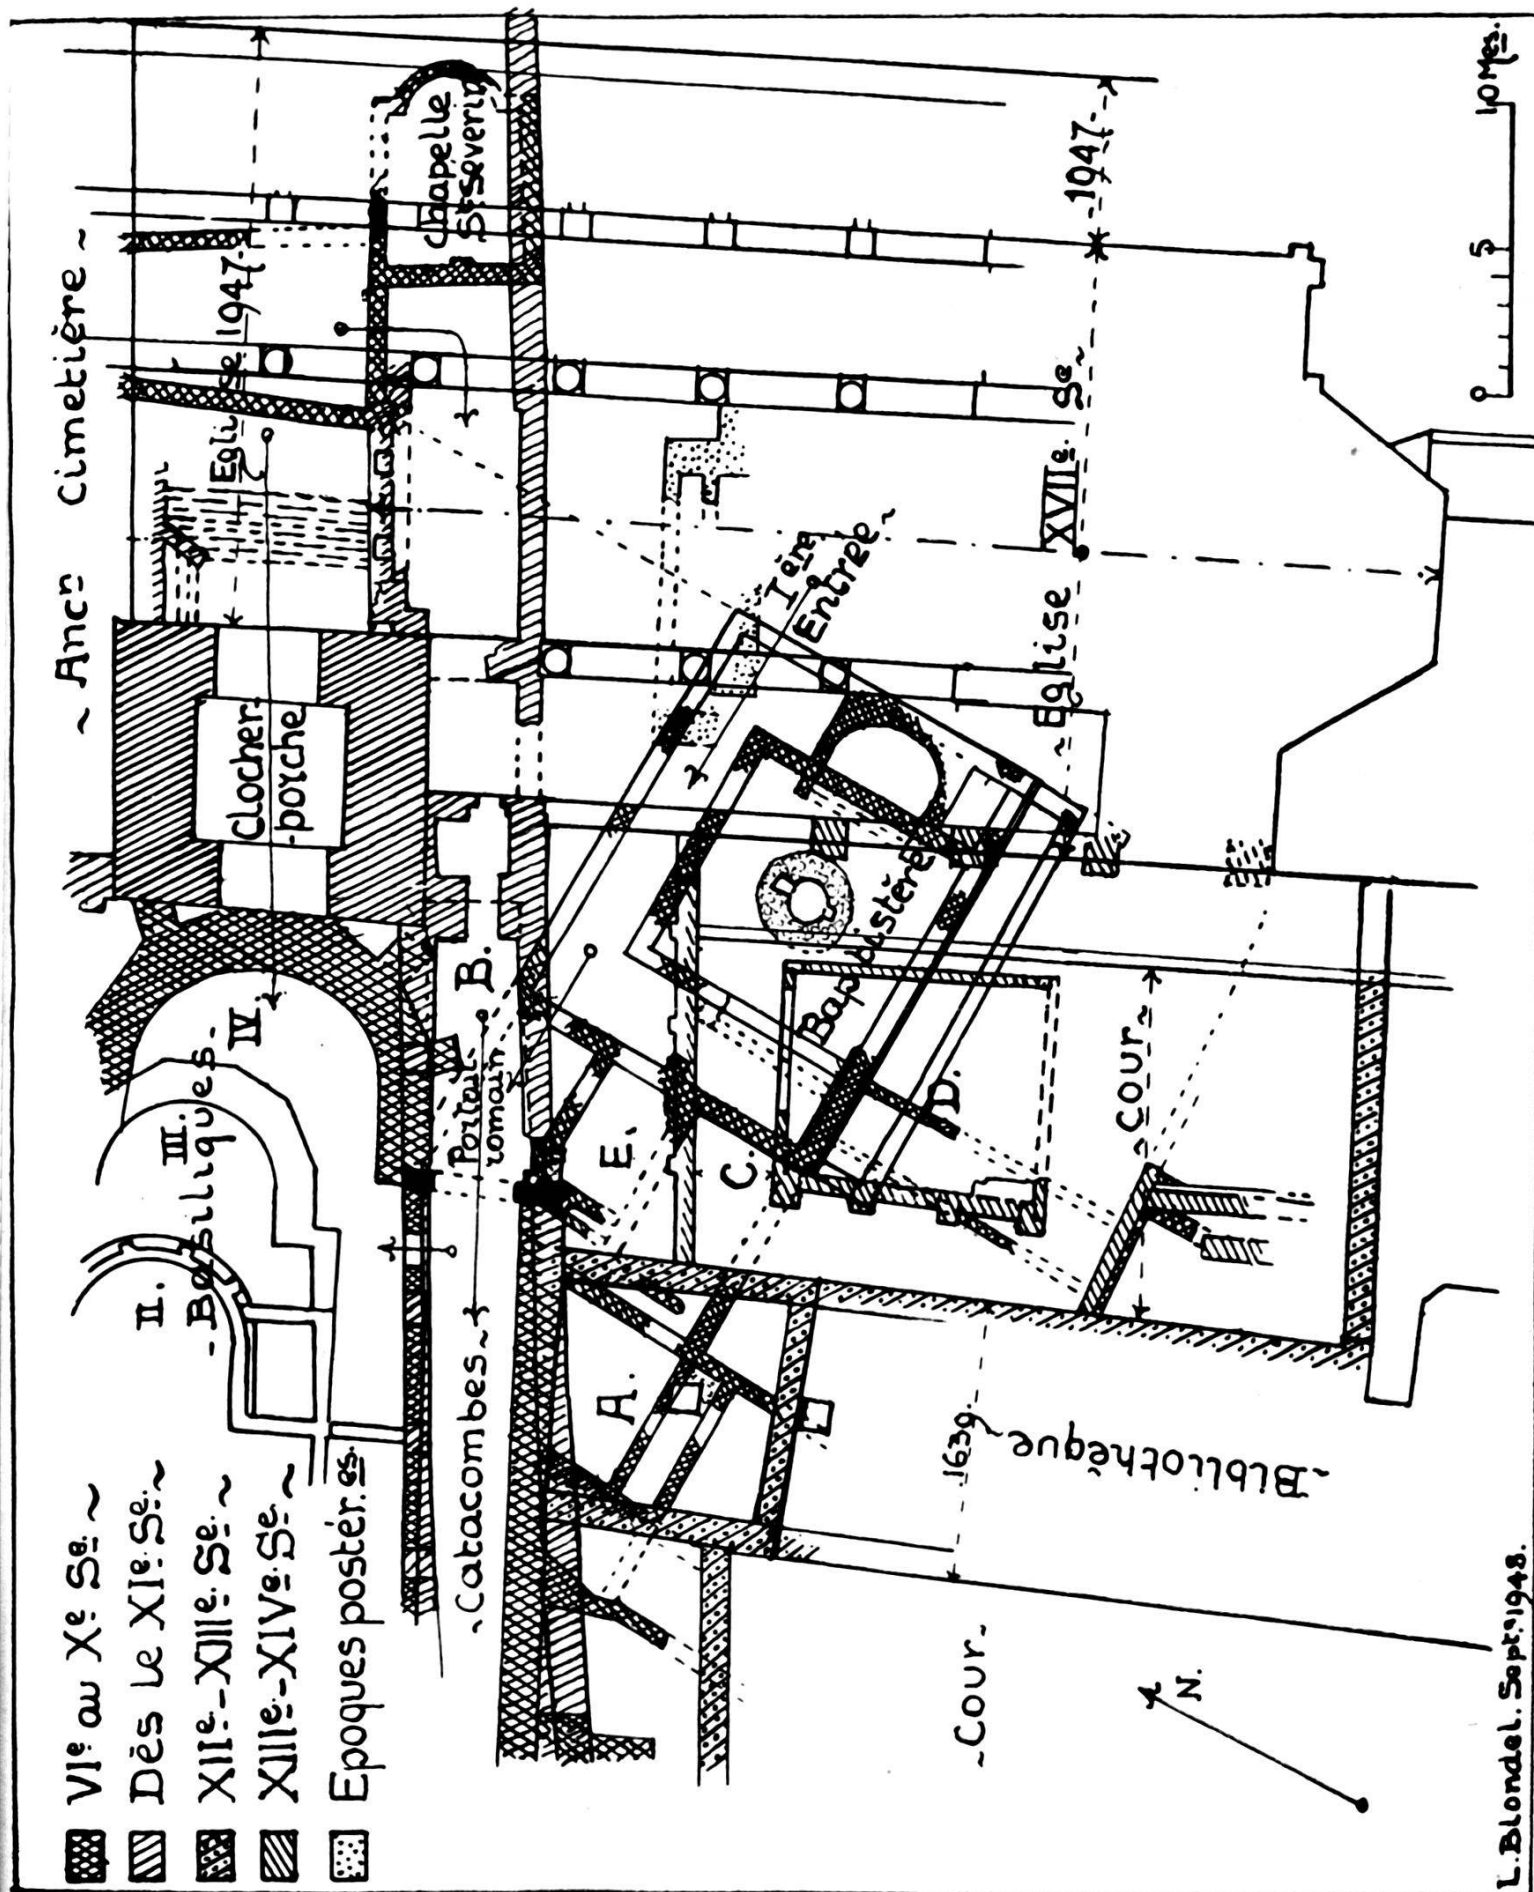 ~ Ancn Cimetière ~
VIe au Xe Se. ~
Dès le XIe Se. ~
XIIe-XIIIe Se. ~
XIIIe-XIVe Se. ~
Epoques postér.es.
II.
III.
IV.
-Basiliques-
Clocher-
-porche
Eglise 1947
Chapelle
St Séverin
~Catacombes~
Portail
romain
B.
A.
E.
C.
D.
Baptistère
Ière
Entrée ~
~ Eglise XVIIe. Se ~
1947
~ Cour ~
1639
~Bibliothèque~
~Cour~
N.
0 5 10 Mes.
L. Blondel. Sept. 1948.